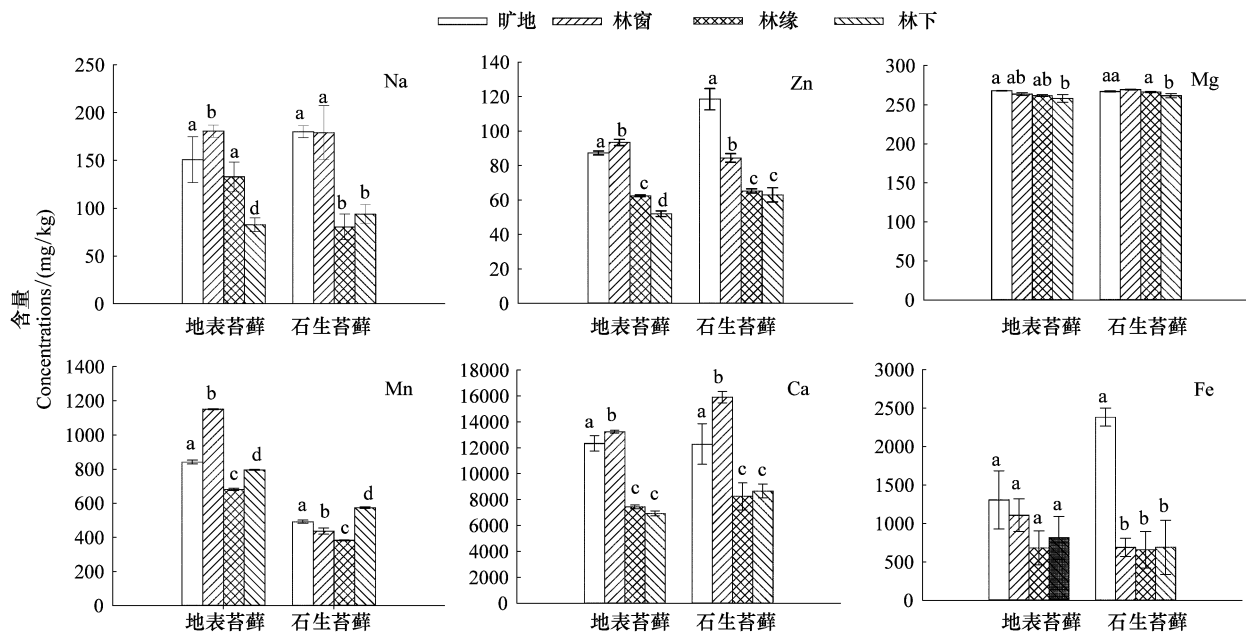 旷地 林窗 林缘 林下
含量
Concentrations/(mg/kg)
Na
250
200
150
100
50
0
a b a d a a b b
地表苔藓 石生苔藓
Zn
140
120
100
80
60
40
20
0
a b c d a b c c
地表苔藓 石生苔藓
Mg
300
250
200
150
100
50
0
a ab ab b aa a b
地表苔藓 石生苔藓
Mn
1400
1200
1000
800
600
400
200
0
a b c d a b c d
地表苔藓 石生苔藓
Ca
18000
16000
14000
12000
10000
8000
6000
4000
2000
0
a b c c a b c c
地表苔藓 石生苔藓
Fe
3000
2500
2000
1500
1000
500
0
a a a a a b b b
地表苔藓 石生苔藓